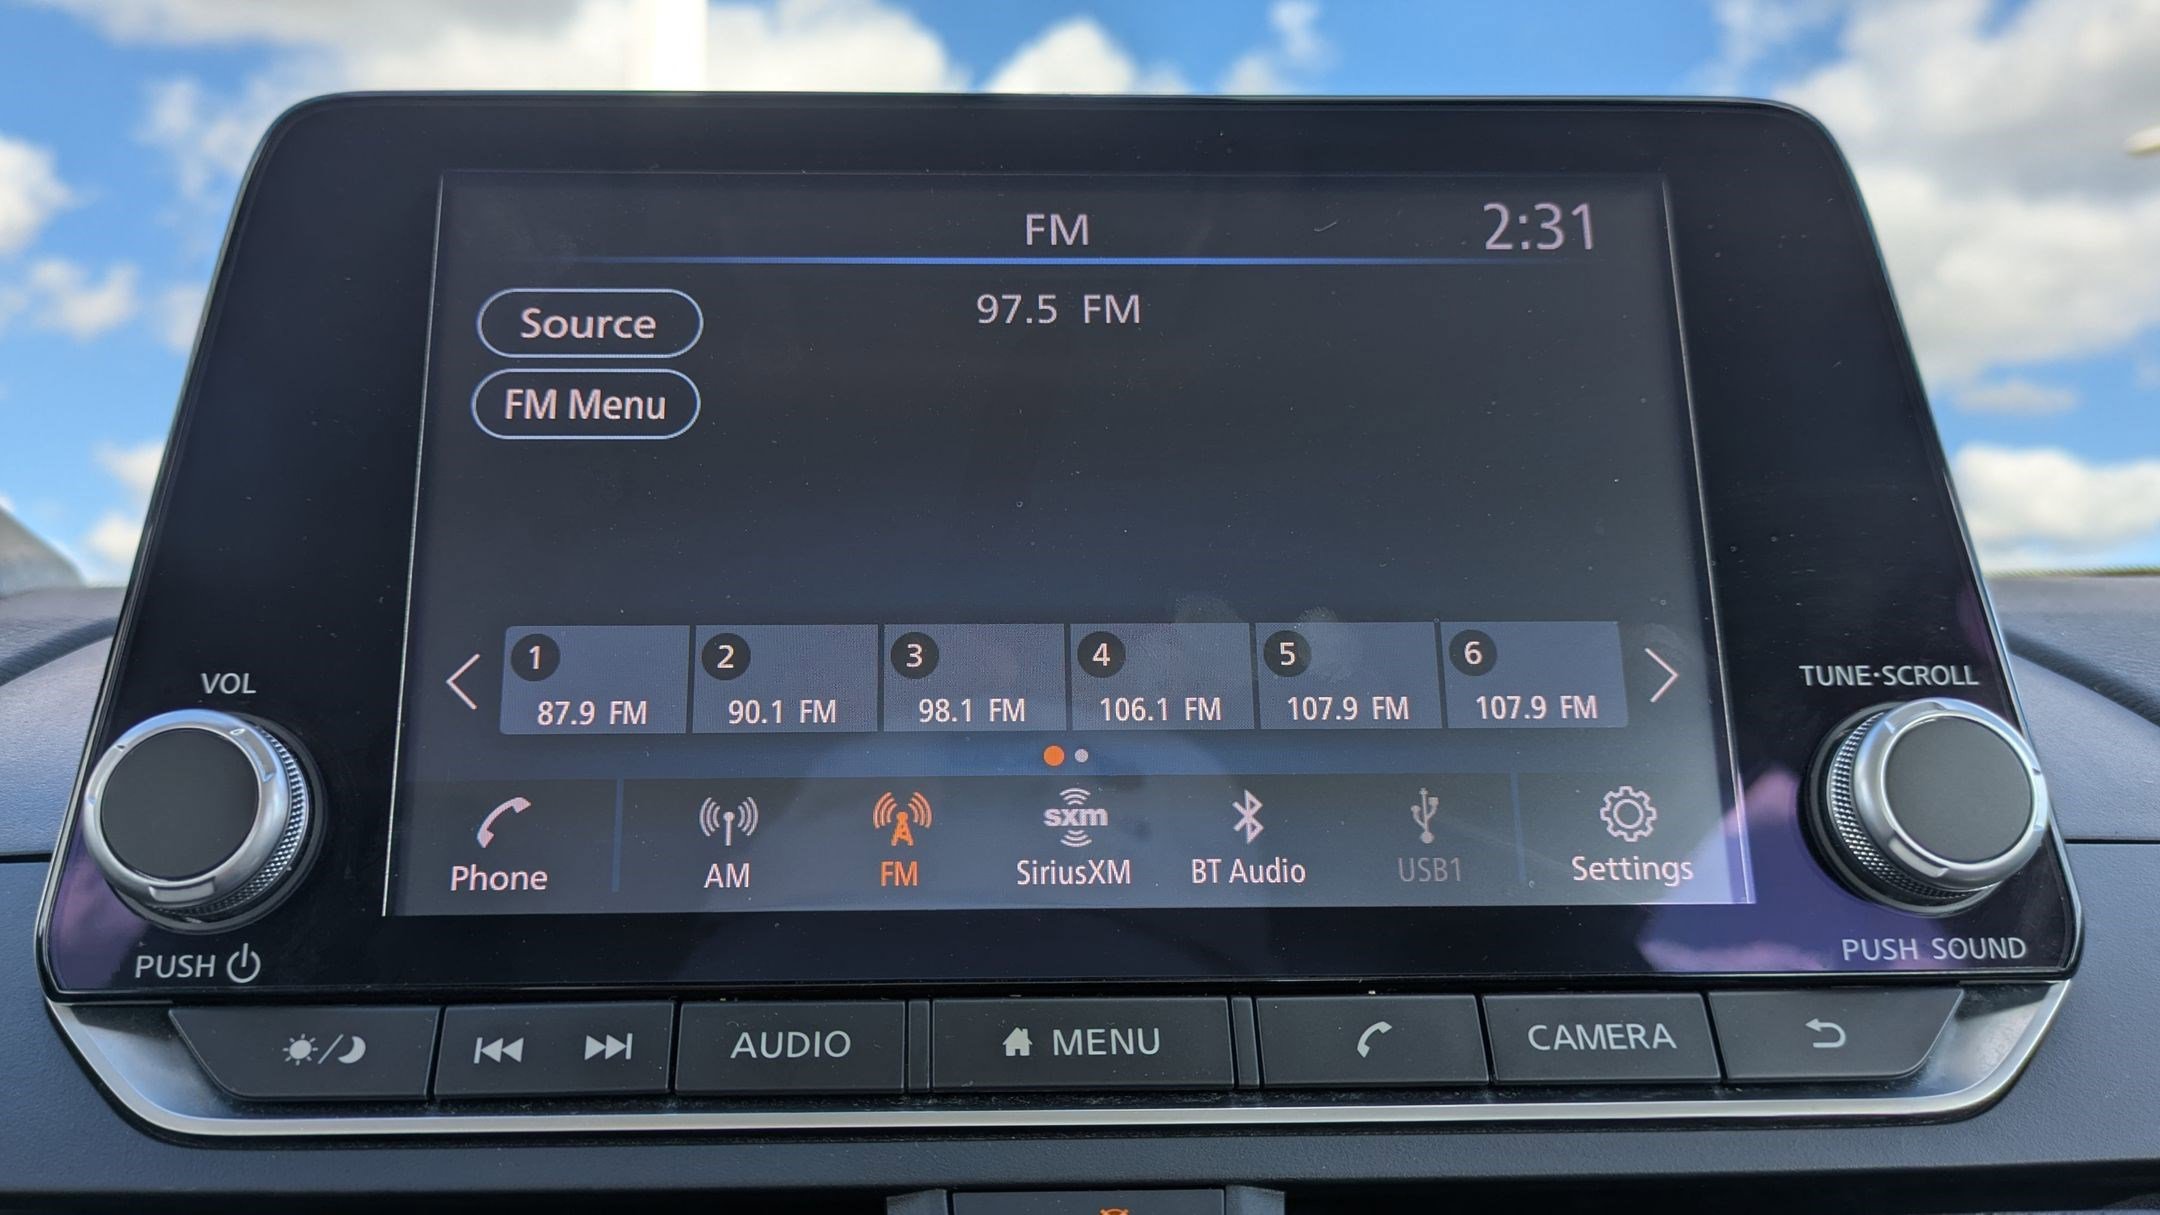 FM 2:31
Source 97.5 FM
FM Menu
1 2 3 4 5 6
87.9 FM 90.1 FM 98.1 FM 106.1 FM 107.9 FM 107.9 FM
VOL TUNE·SCROLL
sxm
Phone AM FM SiriusXM BT Audio USB1 Settings
PUSH PUSH SOUND
AUDIO MENU CAMERA